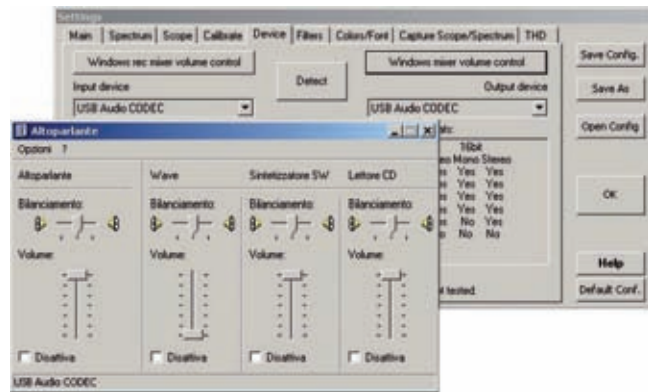 Settings
Main Spectrum Scope Calibrate Device Filters Colors/Font Capture Scope/Spectrum THD
Windows rec mixer volume control
Windows mixer volume control
Save Config.
Detect
Input device
Output device
Save As
USB Audio CODEC
USB Audio CODEC
Open Config
Altoparlante
Opzioni ?
16bit
Mono Stereo
Yes Yes
Yes Yes
Yes Yes
Yes Yes
No Yes
No No
OK
Help
Default Conf.
tested.
Altoparlante Wave Sintetizzatore SW Lettore CD
Bilanciamento: Bilanciamento: Bilanciamento: Bilanciamento:
Volume: Volume: Volume: Volume:
Disattiva Disattiva Disattiva Disattiva
USB Audio CODEC